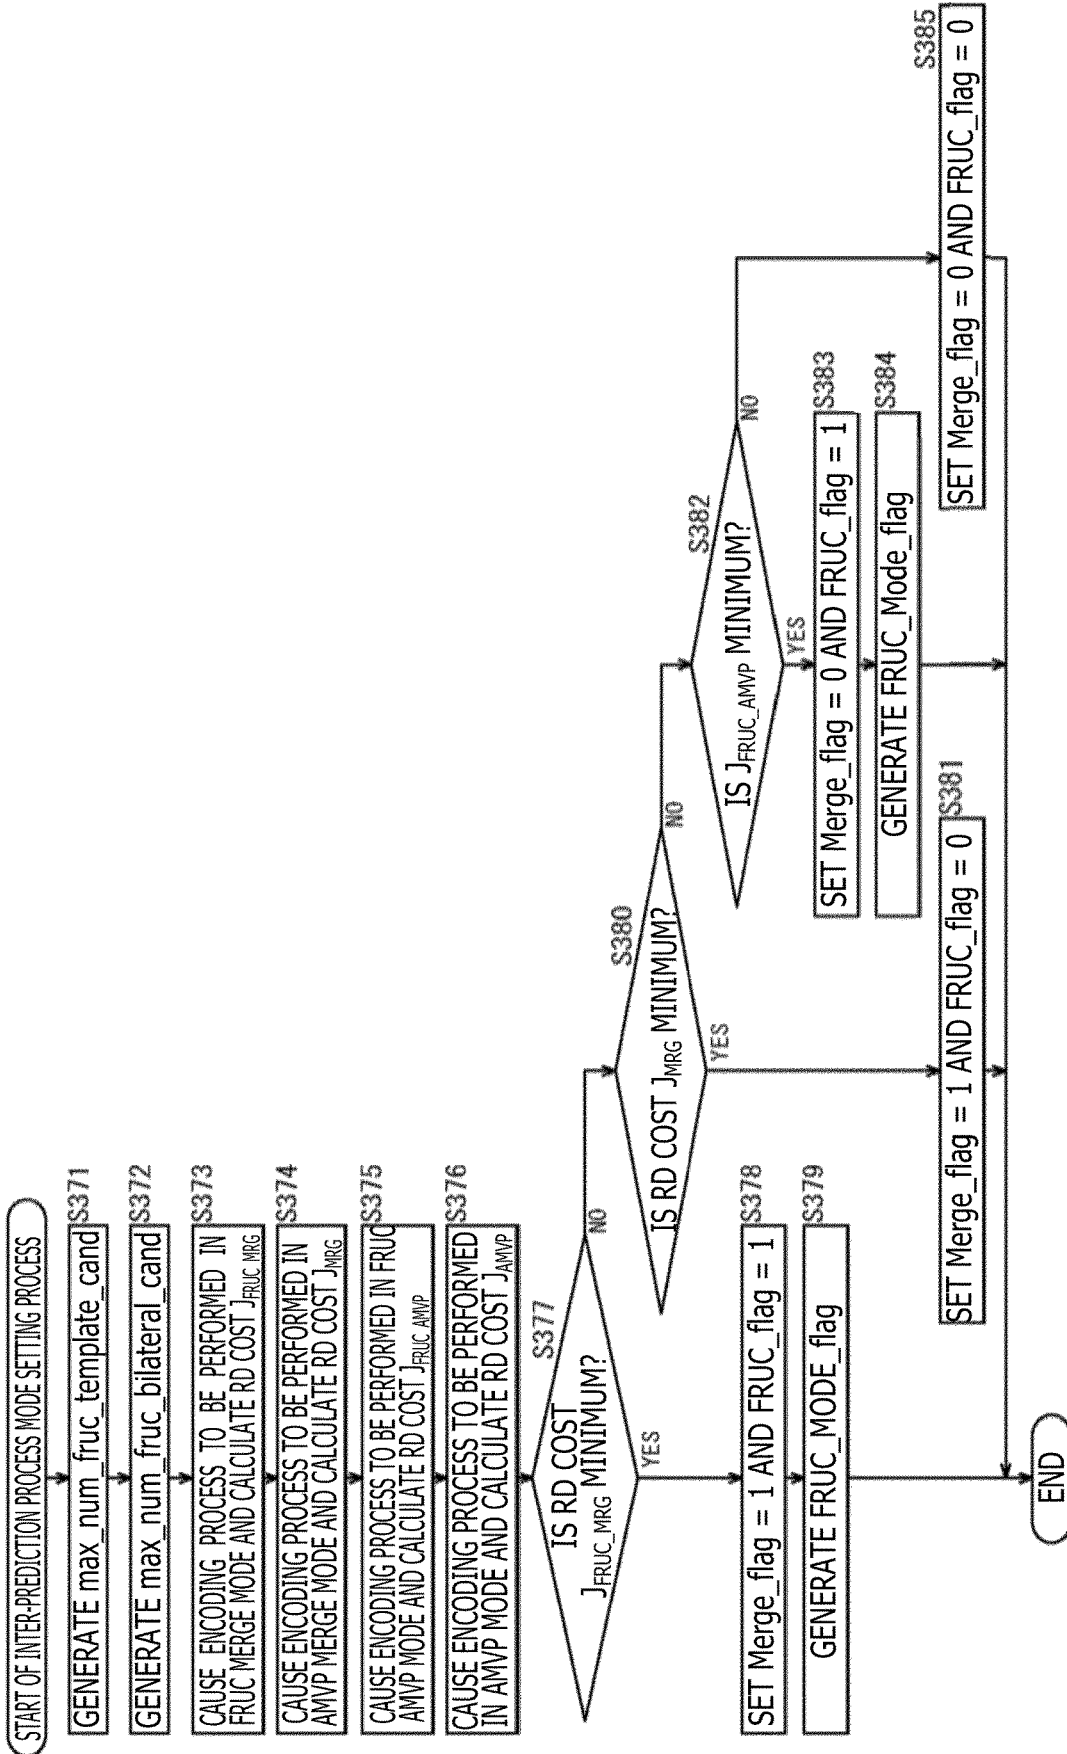 START OF INTER-PREDICTION PROCESS MODE SETTING PROCESS
S371
GENERATE max_num_fruc_template_cand
S372
GENERATE max_num_fruc_bilateral_cand
S373
CAUSE ENCODING PROCESS TO BE PERFORMED IN
FRUC MERGE MODE AND CALCULATE RD COST JFRUC_MRG
S374
CAUSE ENCODING PROCESS TO BE PERFORMED IN
AMVP MERGE MODE AND CALCULATE RD COST JMRG
S375
CAUSE ENCODING PROCESS TO BE PERFORMED IN FRUC
AMVP MODE AND CALCULATE RD COST JFRUC_AMVP
S376
CAUSE ENCODING PROCESS TO BE PERFORMED
IN AMVP MODE AND CALCULATE RD COST JAMVP
S377
IS RD COST
JFRUC_MRG MINIMUM?
NO
YES
S378
SET Merge_flag = 1 AND FRUC_flag = 1
S379
GENERATE FRUC_MODE_flag
S380
IS RD COST JMRG MINIMUM?
NO
YES
S381
SET Merge_flag = 1 AND FRUC_flag = 0
S382
IS JFRUC_AMVP MINIMUM?
NO
YES
S383
SET Merge_flag = 0 AND FRUC_flag = 1
S384
GENERATE FRUC_Mode_flag
S385
SET Merge_flag = 0 AND FRUC_flag = 0
END